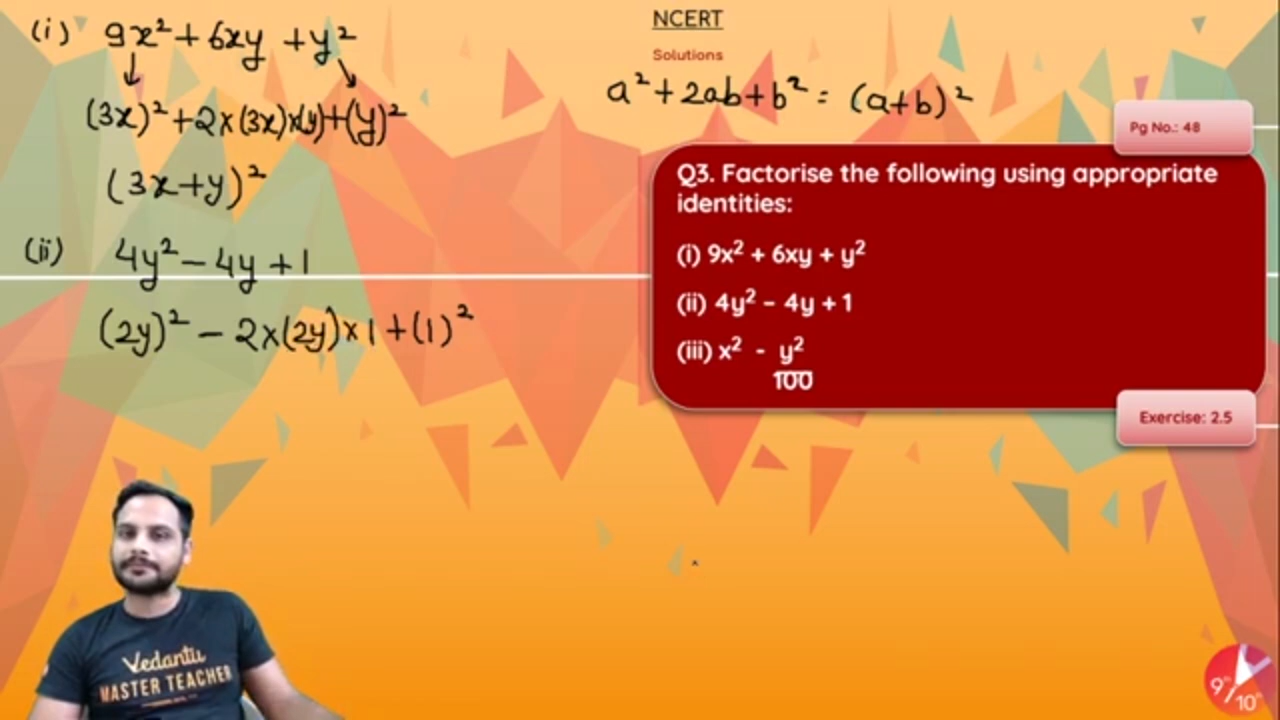 (i) 9x² + 6xy + y²
(3x)² + 2×(3x)×(y)+(y)²
(3x+y)²
(ii) 4y² – 4y + 1
(2y)² – 2×(2y)×1+(1)²
NCERT
Solutions
a²+2ab+b² = (a+b)²
Pg No.: 48
Q3. Factorise the following using appropriate
identities:
(i) 9x² + 6xy + y²
(ii) 4y² – 4y + 1
(iii) x² - y²
100
Exercise: 2.5
Vedantu
MASTER TEACHER
9th/10th